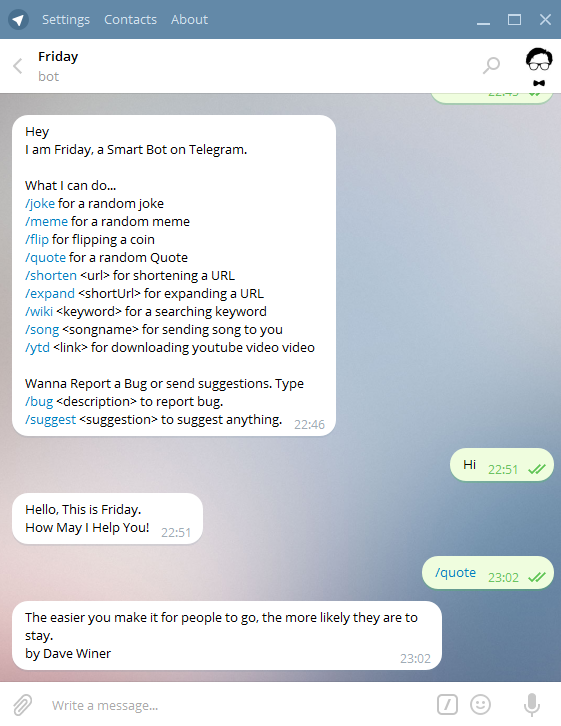 Settings Contacts About
Friday
bot
Hey
I am Friday, a Smart Bot on Telegram.
What I can do...
/joke for a random joke
/meme for a random meme
/flip for flipping a coin
/quote for a random Quote
/shorten <url> for shortening a URL
/expand <shortUrl> for expanding a URL
/wiki <keyword> for a searching keyword
/song <songname> for sending song to you
/ytd <link> for downloading youtube video video
Wanna Report a Bug or send suggestions. Type
/bug <description> to report bug.
/suggest <suggestion> to suggest anything. 22:46
Hi 22:51
Hello, This is Friday.
How May I Help You! 22:51
/quote 23:02
The easier you make it for people to go, the more likely they are to
stay.
by Dave Winer 23:02
Write a message...